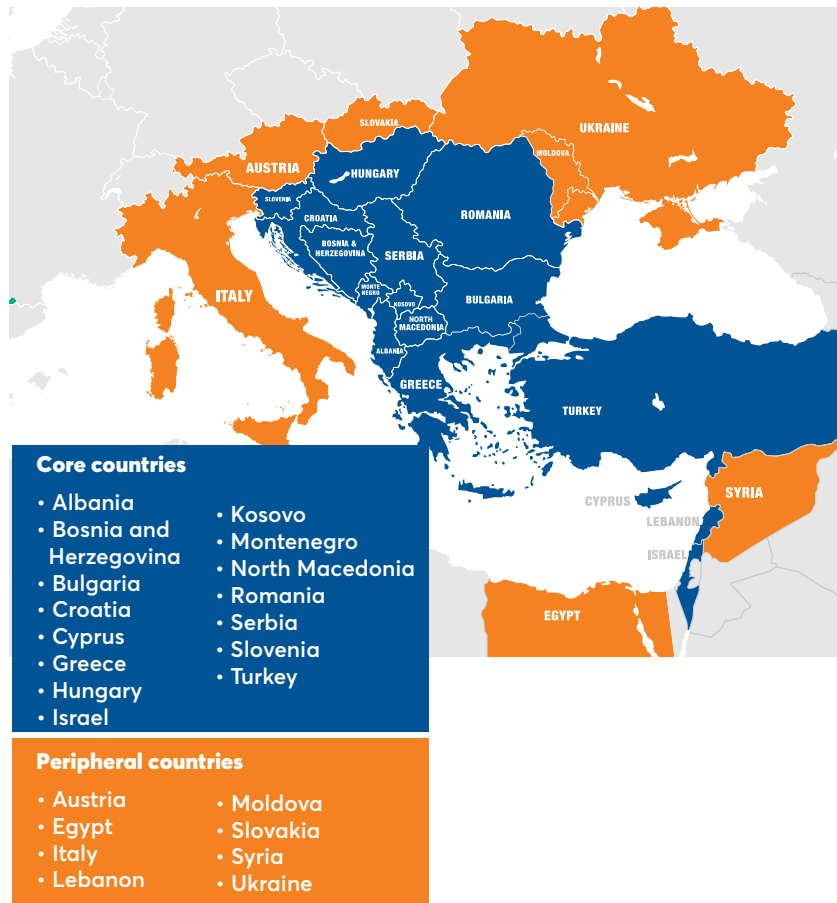 SLOVAKIA
UKRAINE
AUSTRIA
MOLDOVA
HUNGARY
SLOVENIA
CROATIA
ROMANIA
BOSNIA &
HERZEGOVINA
SERBIA
ITALY
MONTE
NEGRO
KOSOVO
BULGARIA
NORTH
MACEDONIA
ALBANIA
GREECE
TURKEY
CYPRUS
SYRIA
LEBANON
ISRAEL
EGYPT
Core countries
• Albania
• Bosnia and
Herzegovina
• Bulgaria
• Croatia
• Cyprus
• Greece
• Hungary
• Israel
• Kosovo
• Montenegro
• North Macedonia
• Romania
• Serbia
• Slovenia
• Turkey
Peripheral countries
• Austria
• Egypt
• Italy
• Lebanon
• Moldova
• Slovakia
• Syria
• Ukraine